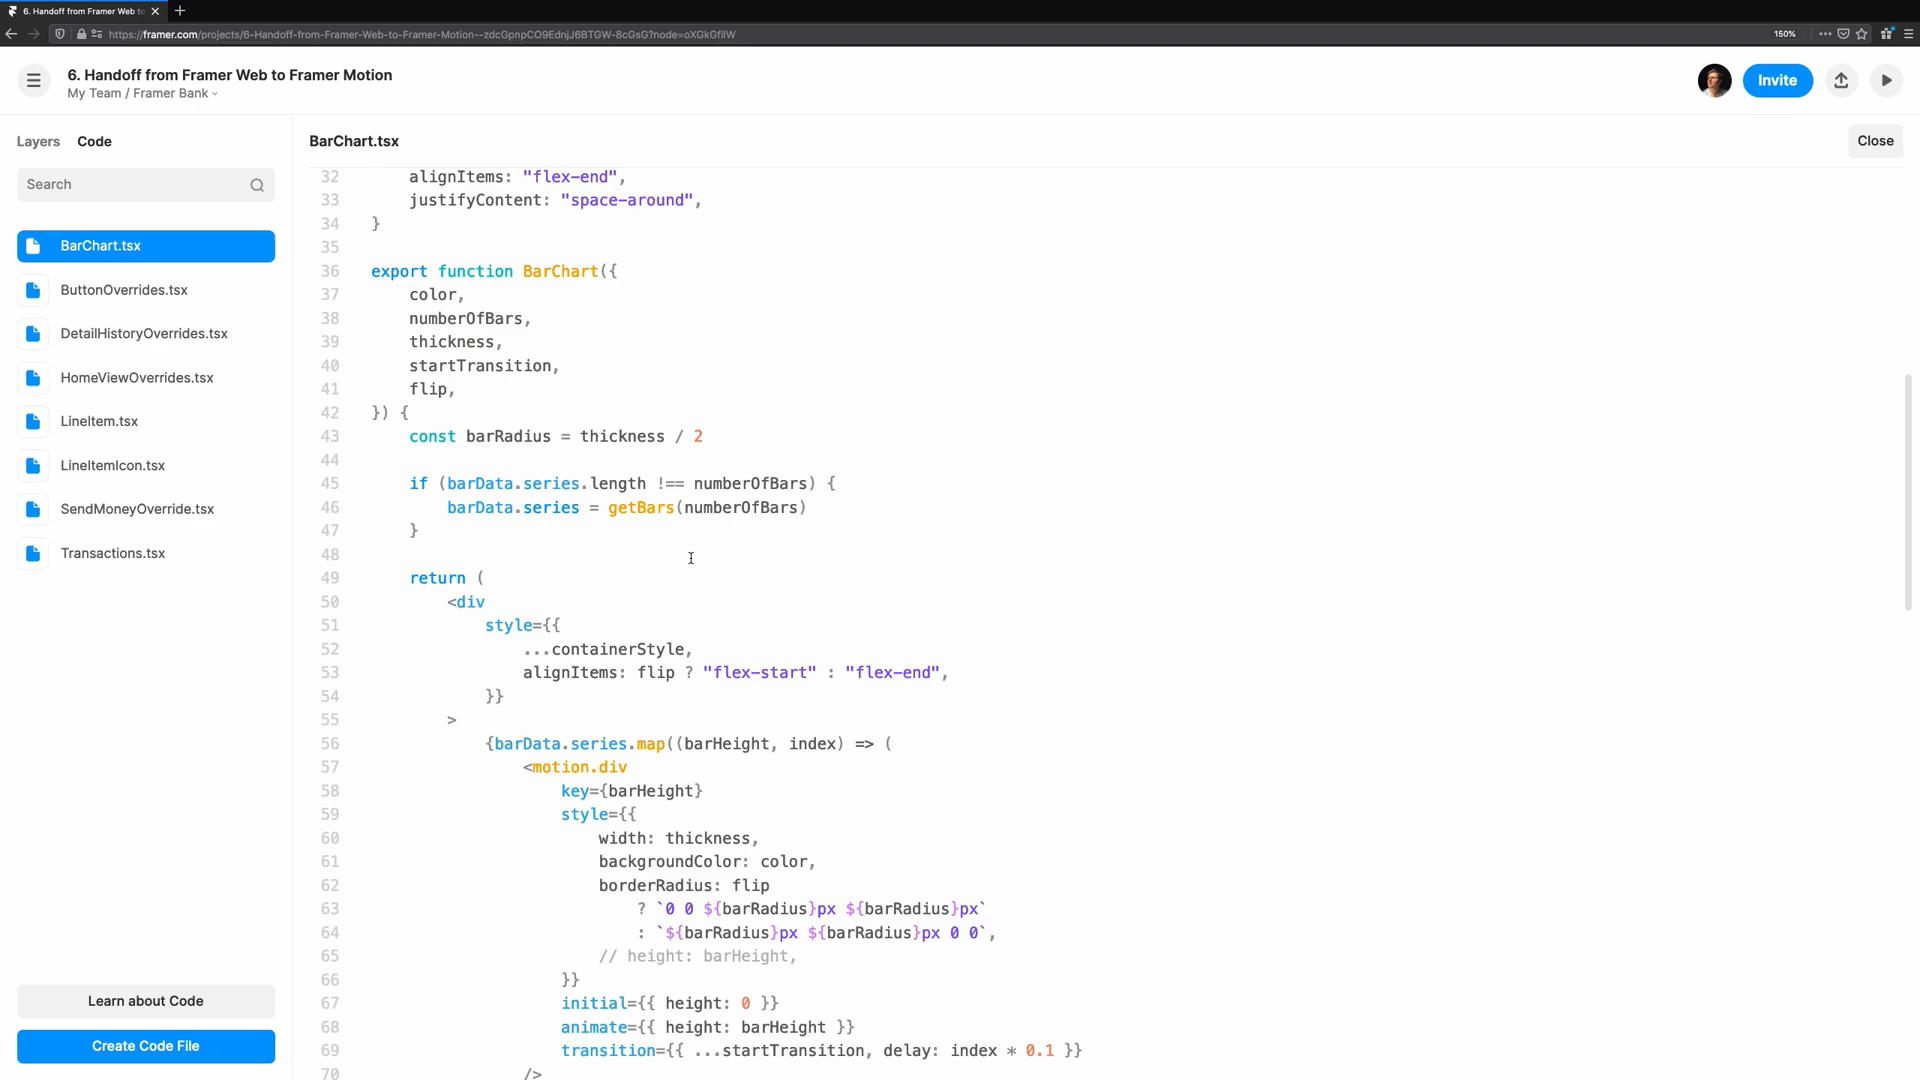 6. Handoff from Framer Web to
https://framer.com/projects/6-Handoff-from-Framer-Web-to-Framer-Motion--zdcGpnpCO9EdnjJ6BTGW-8cGsG?node=oXGkGfilW
150%
6. Handoff from Framer Web to Framer Motion
My Team / Framer Bank
Invite
Layers Code
Search
BarChart.tsx
ButtonOverrides.tsx
DetailHistoryOverrides.tsx
HomeViewOverrides.tsx
LineItem.tsx
LineItemIcon.tsx
SendMoneyOverride.tsx
Transactions.tsx
Learn about Code
Create Code File
BarChart.tsx
Close
32 alignItems: "flex-end",
33 justifyContent: "space-around",
34 }
35
36 export function BarChart({
37 color,
38 numberOfBars,
39 thickness,
40 startTransition,
41 flip,
42 }) {
43 const barRadius = thickness / 2
44
45 if (barData.series.length !== numberOfBars) {
46 barData.series = getBars(numberOfBars)
47 }
48
49 return (
50 <div
51 style={{
52 ...containerStyle,
53 alignItems: flip ? "flex-start" : "flex-end",
54 }}
55 >
56 {barData.series.map((barHeight, index) => (
57 <motion.div
58 key={barHeight}
59 style={{
60 width: thickness,
61 backgroundColor: color,
62 borderRadius: flip
63 ? `0 0 ${barRadius}px ${barRadius}px`
64 : `${barRadius}px ${barRadius}px 0 0`,
65 // height: barHeight,
66 }}
67 initial={{ height: 0 }}
68 animate={{ height: barHeight }}
69 transition={{ ...startTransition, delay: index * 0.1 }}
70 />